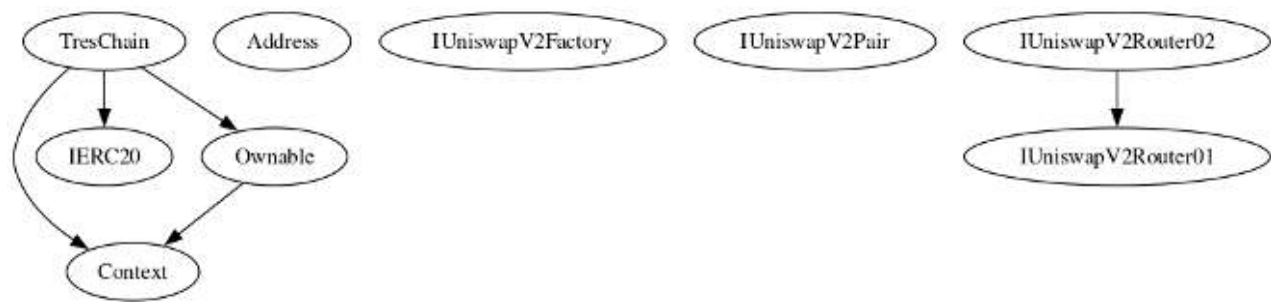 TresChain
Address
IUniswapV2Factory
IUniswapV2Pair
IUniswapV2Router02
IERC20
Ownable
IUniswapV2Router01
Context